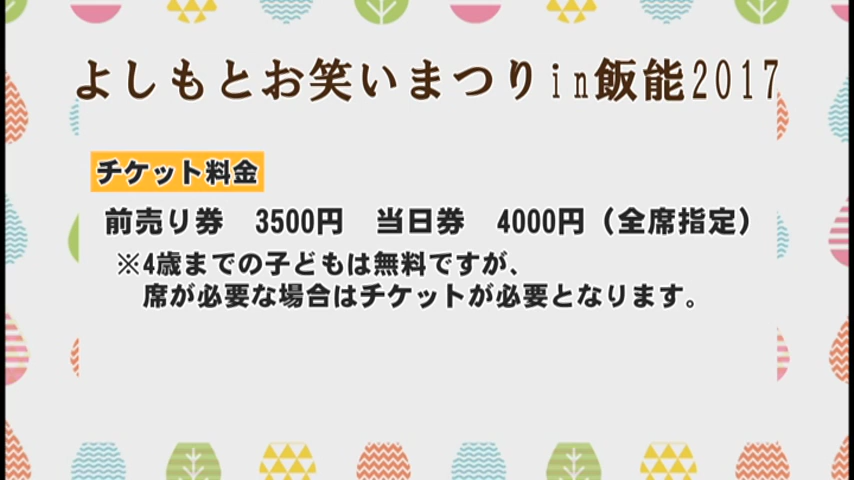 よしもとお笑いまつりin飯能2017
チケット料金
前売り券　3500円　当日券　4000円（全席指定）
※4歳までの子どもは無料ですが、
席が必要な場合はチケットが必要となります。